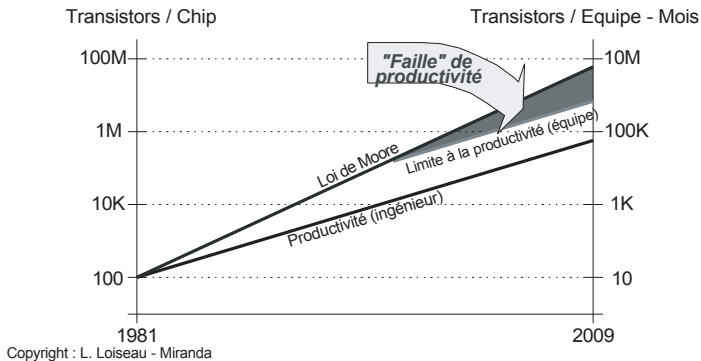 Transistors / Chip
Transistors / Equipe - Mois
100M
10M
"Faille" de
productivité
1M
100K
Loi de Moore
Limite à la productivité (équipe)
10K
1K
Productivité (ingénieur)
100
10
1981
2009
Copyright : L. Loiseau - Miranda